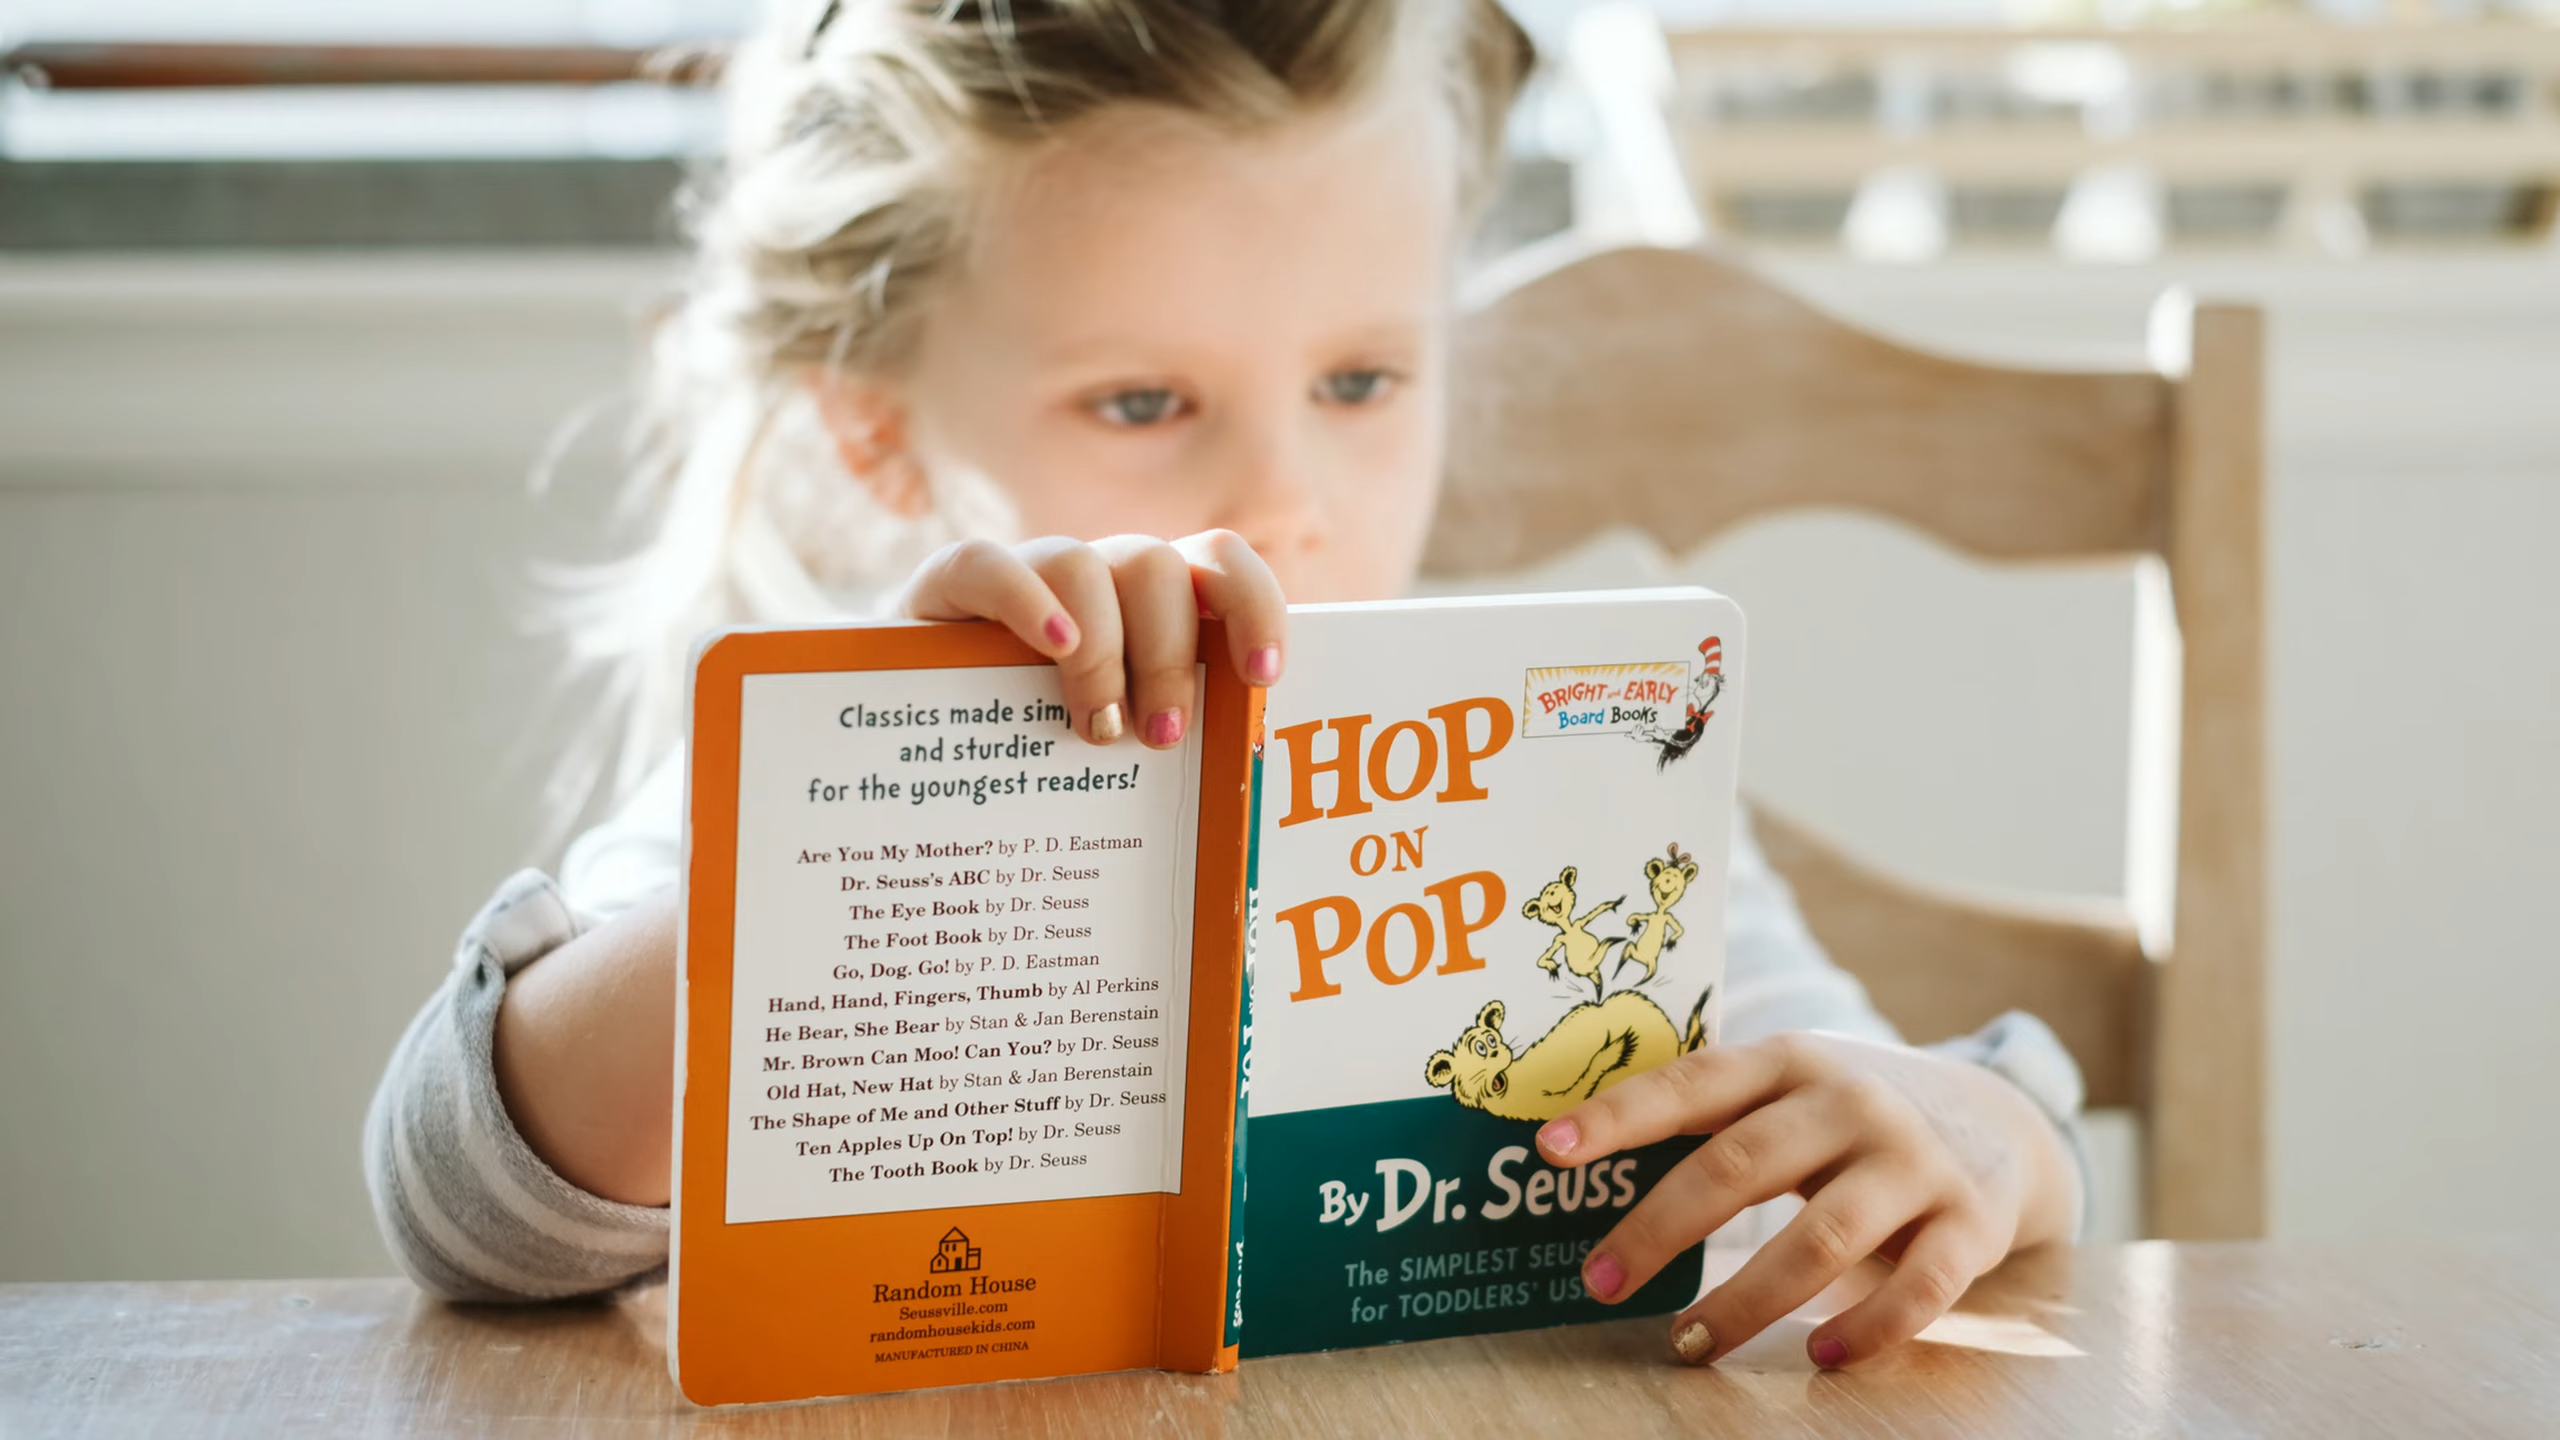 Classics made
and sturdier
for the youngest readers!
Are You My Mother? by P. D. Eastman
Dr. Seuss's ABC by Dr. Seuss
The Eye Book by Dr. Seuss
The Foot Book by Dr. Seuss
Go, Dog. Go! by P. D. Eastman
Hand, Hand, Fingers, Thumb by Al Perkins
He Bear, She Bear by Stan & Jan Berenstain
Mr. Brown Can Moo! Can You? by Dr. Seuss
Old Hat, New Hat by Stan & Jan Berenstain
The Shape of Me and Other Stuff by Dr. Seuss
Ten Apples Up On Top! by Dr. Seuss
The Tooth Book by Dr. Seuss
Random House
Seussville.com
randomhousekids.com
MANUFACTURED IN CHINA
BRIGHT and EARLY
Board Books
HOP
ON
POP
By Dr. Seuss
The SIMPLEST
for TODDLERS'